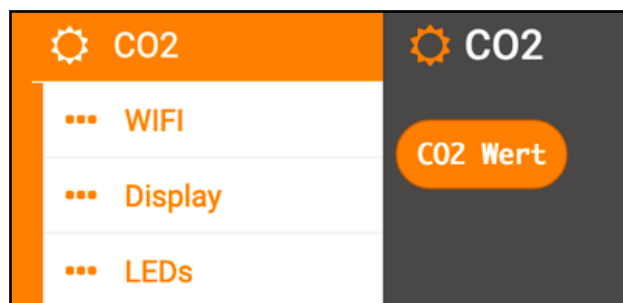 CO2
WIFI
Display
LEDs
CO2
CO2 Wert